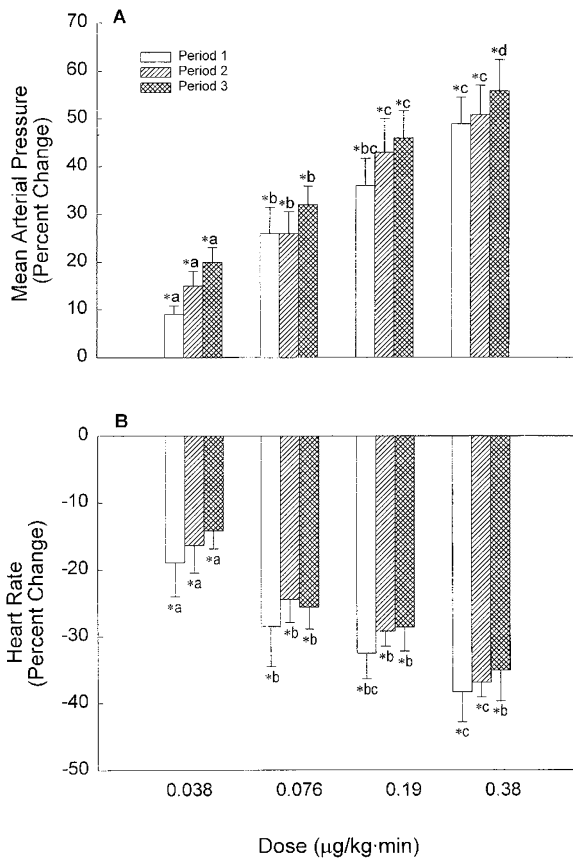 A
70
60
50
40
30
20
10
0
Mean Arterial Pressure
(Percent Change)
Period 1
Period 2
Period 3
*a
*a
*a
*b
*b
*b
*bc
*c
*c
*c
*c
*d
B
0
-10
-20
-30
-40
-50
Heart Rate
(Percent Change)
*a
*a
*a
*b
*b
*b
*bc
*b
*b
*c
*c
*b
0.038 0.076 0.19 0.38
Dose (μg/kg·min)